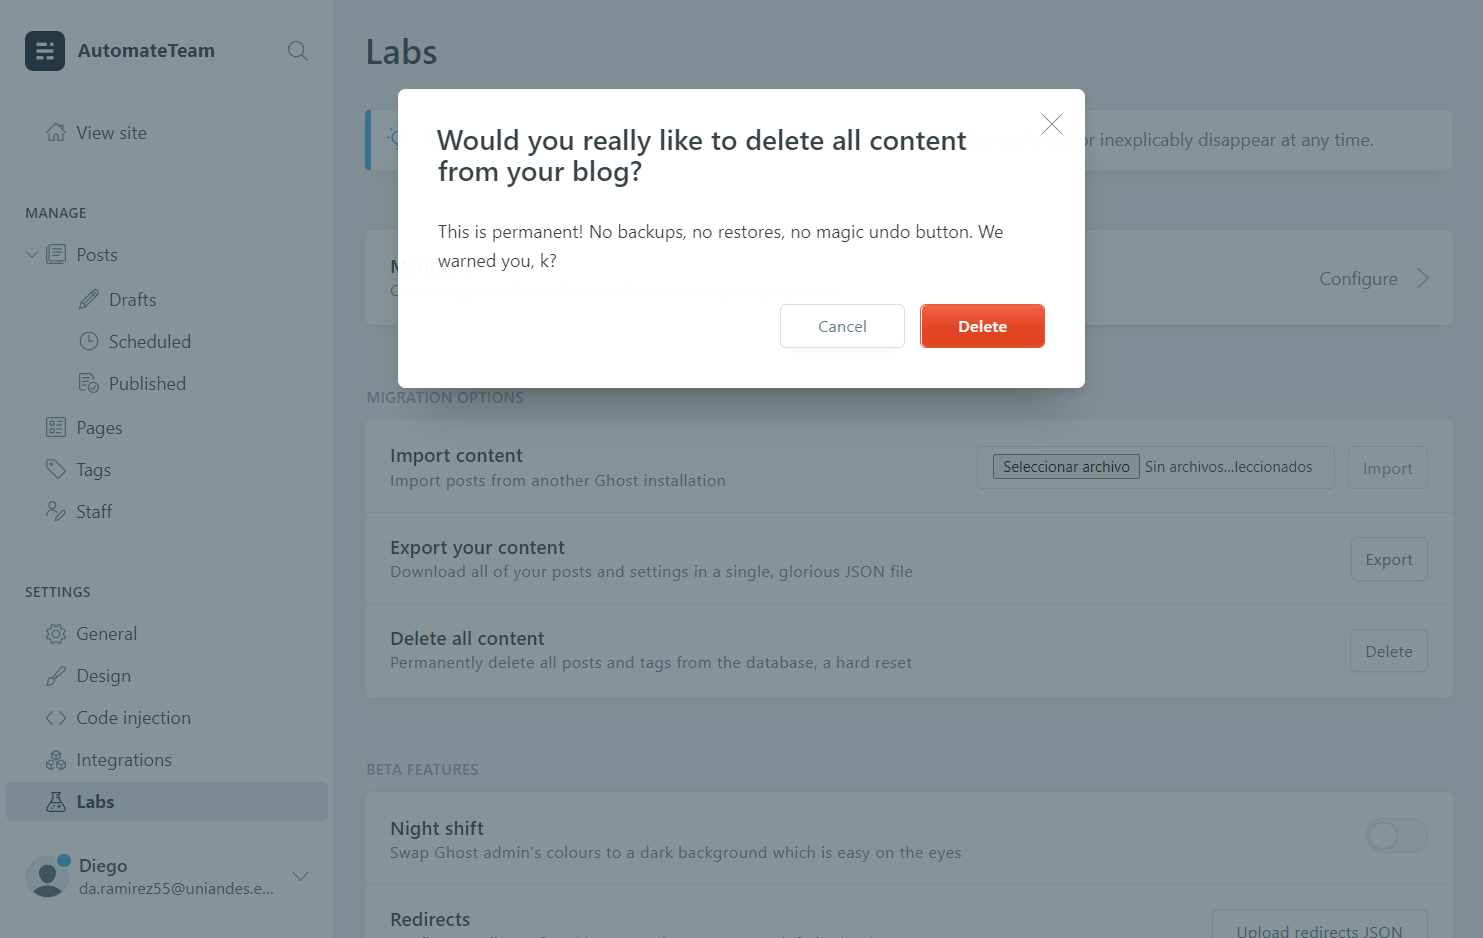 AutomateTeam
View site
MANAGE
Posts
Drafts
Scheduled
Published
Pages
Tags
Staff
SETTINGS
General
Design
Code injection
Integrations
Labs
Diego
da.ramirez55@uniandes.e...
Labs
or inexplicably disappear at any time.
Would you really like to delete all content
from your blog?
This is permanent! No backups, no restores, no magic undo button. We
warned you, k?
Cancel
Delete
Configure
MIGRATION OPTIONS
Import content
Import posts from another Ghost installation
Seleccionar archivo Sin archivos...leccionados
Import
Export your content
Download all of your posts and settings in a single, glorious JSON file
Export
Delete all content
Permanently delete all posts and tags from the database, a hard reset
Delete
BETA FEATURES
Night shift
Swap Ghost admin's colours to a dark background which is easy on the eyes
Redirects
Upload redirects JSON